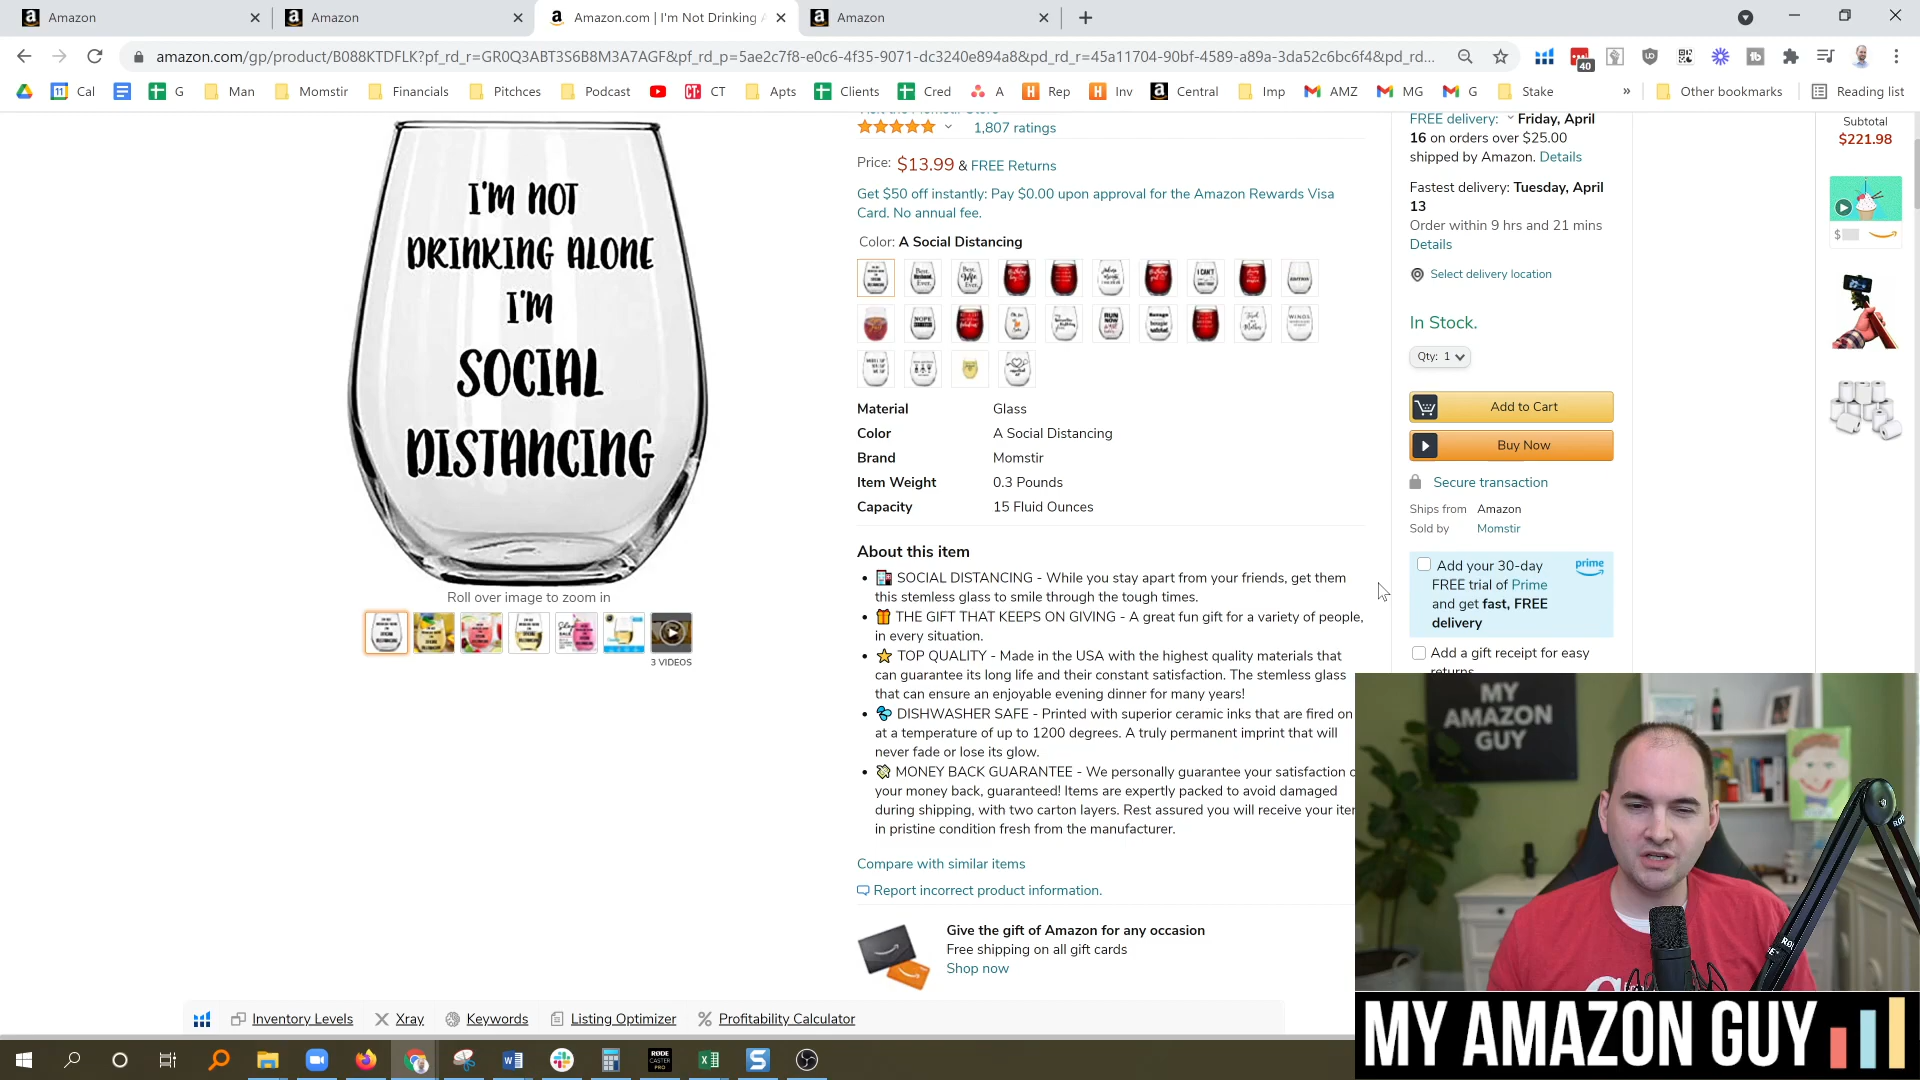 Amazon
Amazon
Amazon.com | I'm Not Drinking A
Amazon
amazon.com/gp/product/B088KTDFLK?pf_rd_r=GR0Q3ABT3S6B8M3A7AGF&pf_rd_p=5ae2c7f8-e0c6-4f35-9071-dc3240e894a8&pd_rd_r=45a11704-90bf-4589-a89a-3da52c6bc6f4&pd_rd...
40
Cal
G
Man
Momstir
Financials
Pitchces
Podcast
CT
Apts
Clients
Cred
A
Rep
Inv
Central
Imp
AMZ
MG
G
Stake
»
Other bookmarks
Reading list
I'M NOT
DRINKING ALONE
I'M
SOCIAL
DISTANCING
Roll over image to zoom in
3 VIDEOS
Visit the Momstir Store
1,807 ratings
Price: $13.99 & FREE Returns
Get $50 off instantly: Pay $0.00 upon approval for the Amazon Rewards Visa
Card. No annual fee.
Color: A Social Distancing
Material Glass
Color A Social Distancing
Brand Momstir
Item Weight 0.3 Pounds
Capacity 15 Fluid Ounces
About this item
SOCIAL DISTANCING - While you stay apart from your friends, get them
this stemless glass to smile through the tough times.
THE GIFT THAT KEEPS ON GIVING - A great fun gift for a variety of people,
in every situation.
TOP QUALITY - Made in the USA with the highest quality materials that
can guarantee its long life and their constant satisfaction. The stemless glass
that can ensure an enjoyable evening dinner for many years!
DISHWASHER SAFE - Printed with superior ceramic inks that are fired on
at a temperature of up to 1200 degrees. A truly permanent imprint that will
never fade or lose its glow.
MONEY BACK GUARANTEE - We personally guarantee your satisfaction o
your money back, guaranteed! Items are expertly packed to avoid damaged
during shipping, with two carton layers. Rest assured you will receive your iter
in pristine condition fresh from the manufacturer.
Compare with similar items
Report incorrect product information.
Give the gift of Amazon for any occasion
Free shipping on all gift cards
Shop now
Inventory Levels
Xray
Keywords
Listing Optimizer
Profitability Calculator
FREE delivery: Friday, April
16 on orders over $25.00
shipped by Amazon. Details
Fastest delivery: Tuesday, April
13
Order within 9 hrs and 21 mins
Details
Select delivery location
In Stock.
Qty: 1
Add to Cart
Buy Now
Secure transaction
Ships from Amazon
Sold by Momstir
Add your 30-day
FREE trial of Prime
and get fast, FREE
delivery
prime
Add a gift receipt for easy
returns
Subtotal
$221.98
MY
AMAZON
GUY
MY AMAZON GUY